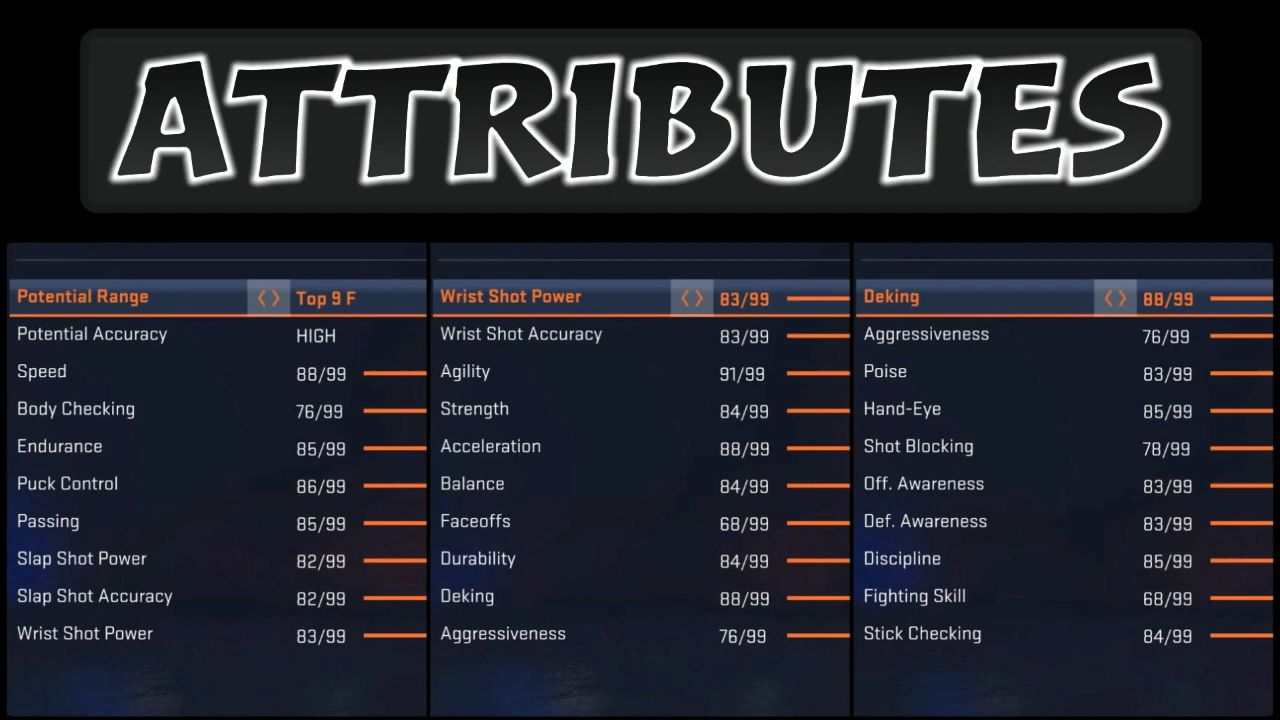 ATTRIBUTES
Potential Range <> Top 9 F
Potential Accuracy HIGH
Speed 88/99
Body Checking 76/99
Endurance 85/99
Puck Control 86/99
Passing 85/99
Slap Shot Power 82/99
Slap Shot Accuracy 82/99
Wrist Shot Power 83/99
Wrist Shot Power <> 83/99
Wrist Shot Accuracy 83/99
Agility 91/99
Strength 84/99
Acceleration 88/99
Balance 84/99
Faceoffs 68/99
Durability 84/99
Deking 88/99
Aggressiveness 76/99
Deking <> 88/99
Aggressiveness 76/99
Poise 83/99
Hand-Eye 85/99
Shot Blocking 78/99
Off. Awareness 83/99
Def. Awareness 83/99
Discipline 85/99
Fighting Skill 68/99
Stick Checking 84/99